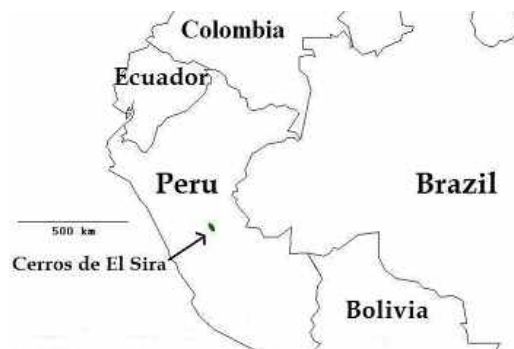 Colombia
Ecuador
Peru
Brazil
500 km
Cerros de El Sira
Bolivia